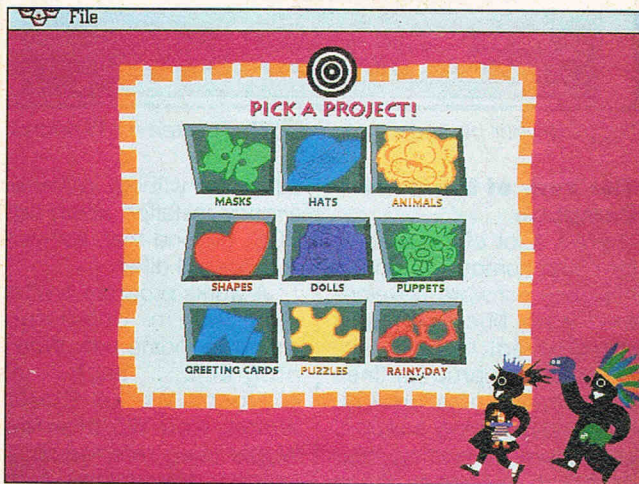 File
PICK A PROJECT!
MASKS HATS ANIMALS
SHAPES DOLLS PUPPETS
GREETING CARDS PUZZLES RAINY DAY